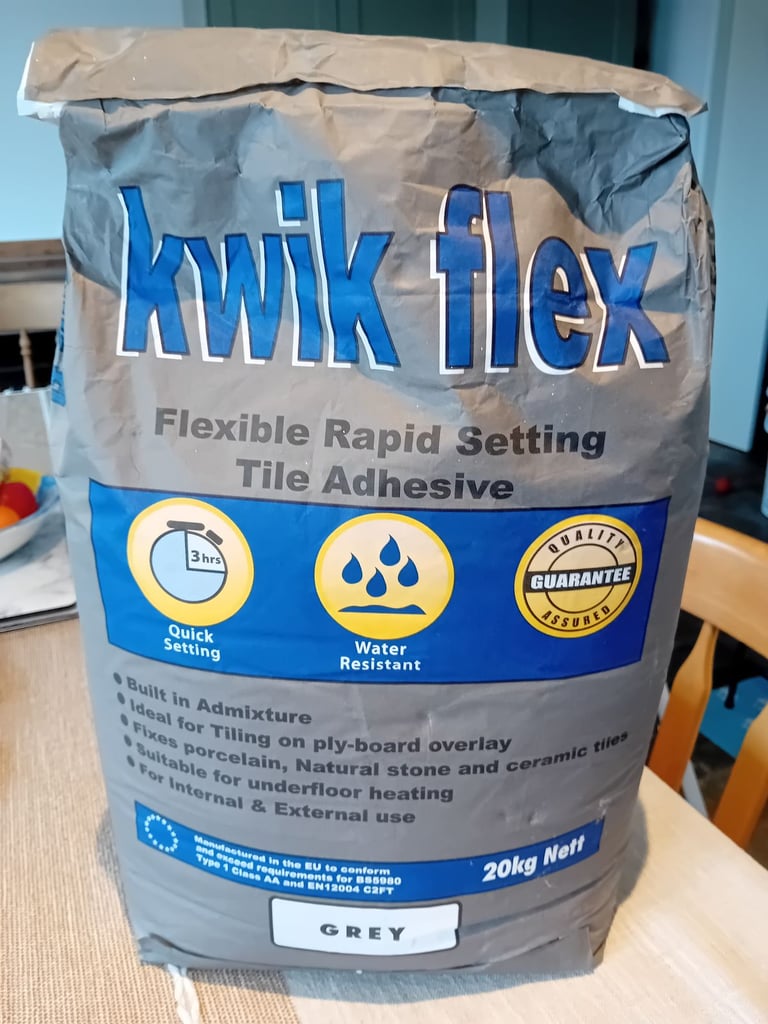 kwik flex
Flexible Rapid Setting
Tile Adhesive
3hrs
Quick
Setting
Water
Resistant
QUALITY
GUARANTEE
ASSURED
• Built in Admixture
• Ideal for Tiling on ply-board overlay
• Fixes porcelain, Natural stone and ceramic tiles
• Suitable for underfloor heating
• For Internal & External use
Manufactured in the EU to conform
and exceed requirements for BS5980
Type 1 Class AA and EN12004 C2FT
20kg Nett
GREY